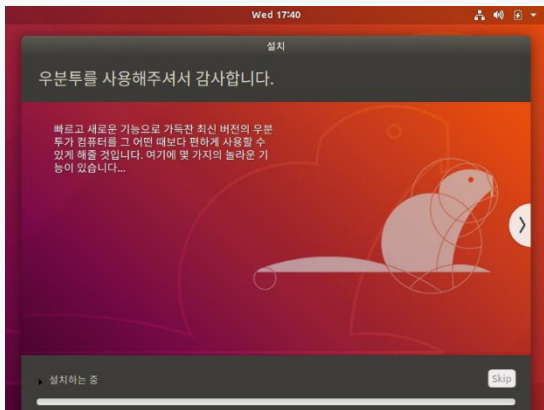 Wed 17:40
설치
우분투를 사용해주셔서 감사합니다.
빠르고 새로운 기능으로 가득찬 최신 버전의 우분
투가 컴퓨터를 그 어떤 때보다 편하게 사용할 수
있게 해줄 것입니다. 여기에 몇 가지의 놀라운 기
능이 있습니다...
설치하는 중
Skip